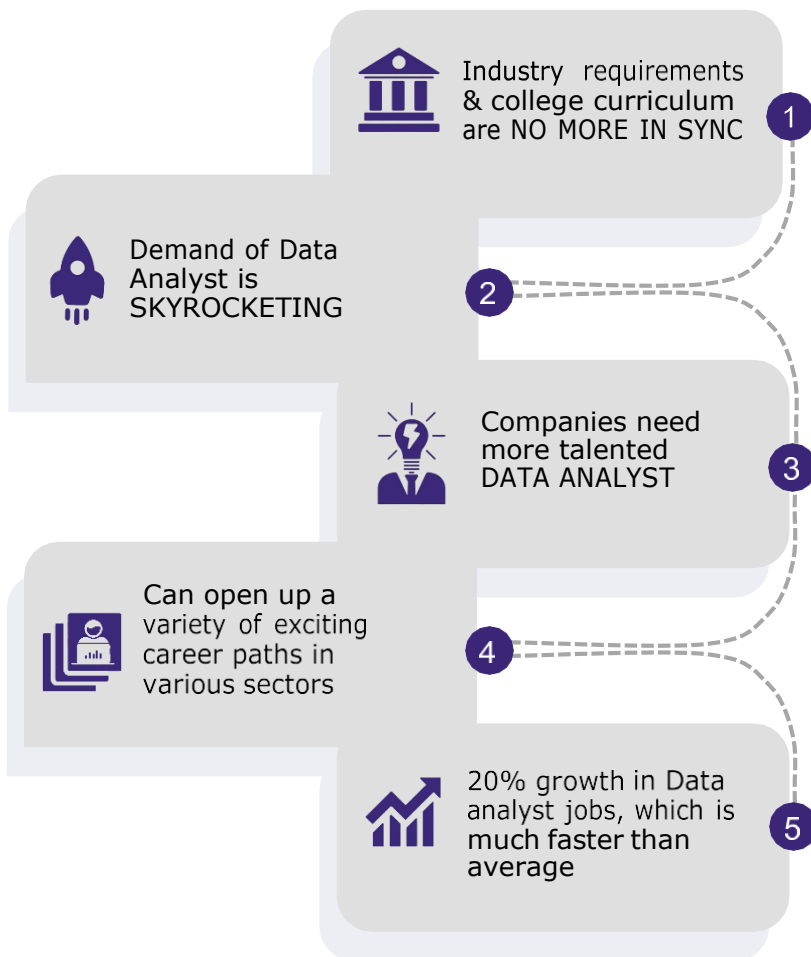 Industry requirements
& college curriculum
are NO MORE IN SYNC
1
Demand of Data
Analyst is
SKYROCKETING
2
Companies need
more talented
DATA ANALYST
3
Can open up a
variety of exciting
career paths in
various sectors
4
20% growth in Data
analyst jobs, which is
much faster than
average
5